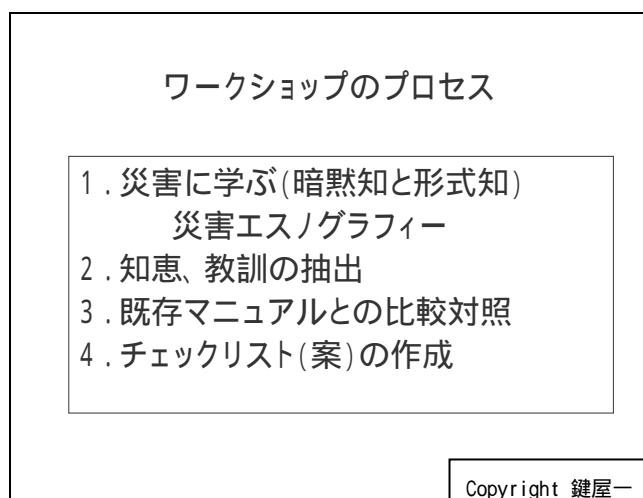 ワークショップのプロセス
1.災害に学ぶ(暗黙知と形式知)
災害エスノグラフィー
2.知恵、教訓の抽出
3.既存マニュアルとの比較対照
4.チェックリスト(案)の作成
Copyright 鍵屋一